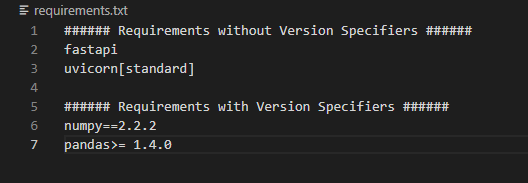 requirements.txt
1 ###### Requirements without Version Specifiers ######
2 fastapi
3 uvicorn[standard]
4
5 ###### Requirements with Version Specifiers ######
6 numpy==2.2.2
7 pandas>= 1.4.0